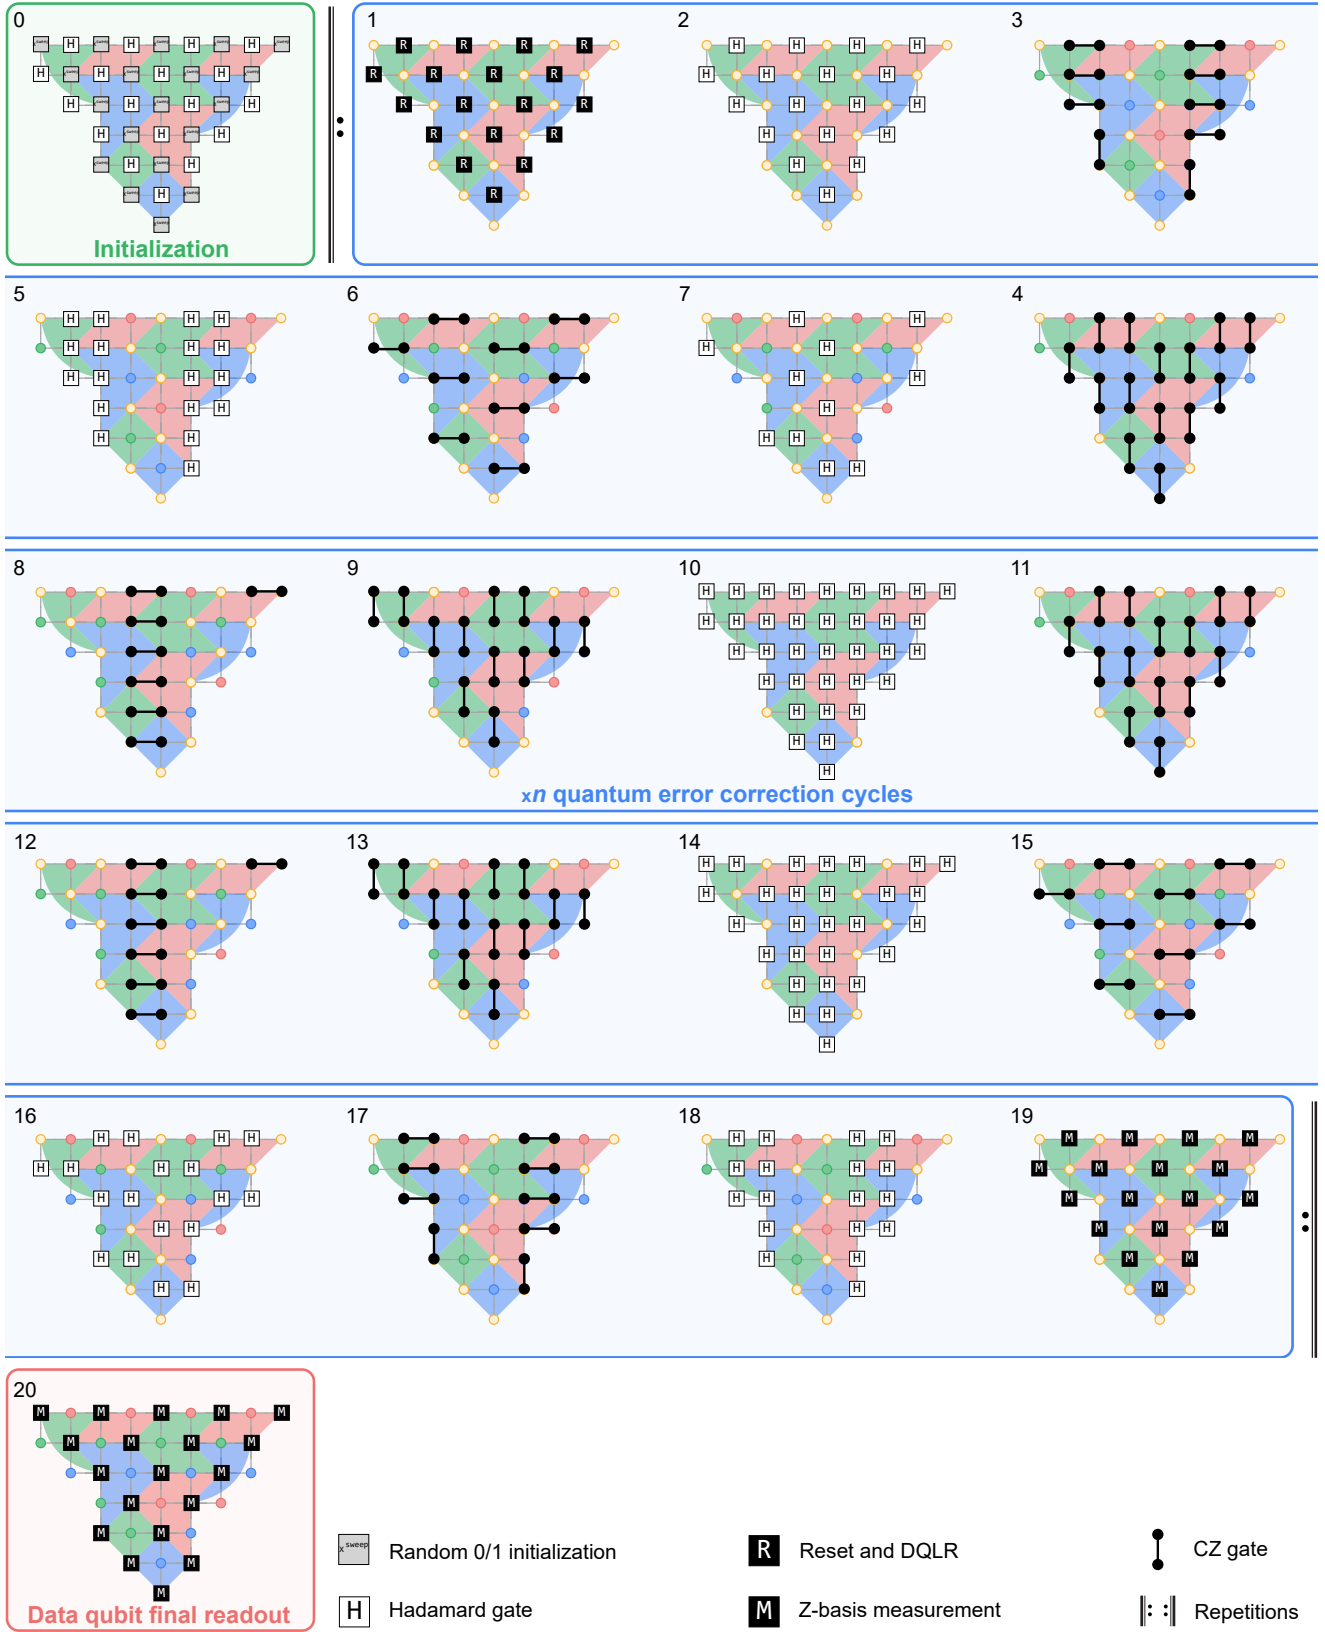 0
H H H H
H H H H
H H H H
H H H
H H
H
Initialization
1
R R R R
R R R R
R R R R
R R R
R R
R
2
H H H H
H H H H
H H H H
H H H
H H
H
3
5
H H H H
H H H H
H H H H
H H H
H H
H
6
7
H H
H H
H H
H
H H
H H
4
8
9
10
H H H H H H H H H
H H H H H H H H
H H H H H H H
H H H H H
H H H
H H
H
11
xn quantum error correction cycles
12
13
14
H H H H H H H
H H H H H H
H H H H H
H H H H
H H H
H H
H
15
16
H H H H
H H H H
H H H H
H H
H H
H H
17
18
H H H H
H H H H
H H H H
H H H
H H
H
19
M M M M
M M M M
M M M M
M M M
M M
M
20
M M M M M
M M M M
M M M
M M
M M
M M
M
Data qubit final readout
X sweep Random 0/1 initialization
R Reset and DQLR
CZ gate
H Hadamard gate
M Z-basis measurement
Repetitions